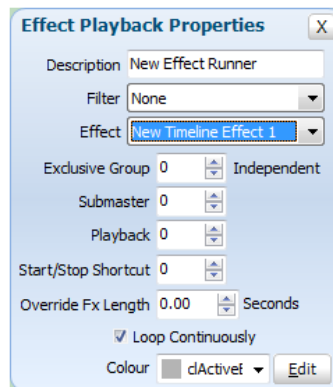 Effect Playback Properties X
Description New Effect Runner
Filter None
Effect New Timeline Effect 1
Exclusive Group 0 Independent
Submaster 0
Playback 0
Start/Stop Shortcut 0
Override Fx Length 0.00 Seconds
Loop Continuously
Colour clActiveE Edit